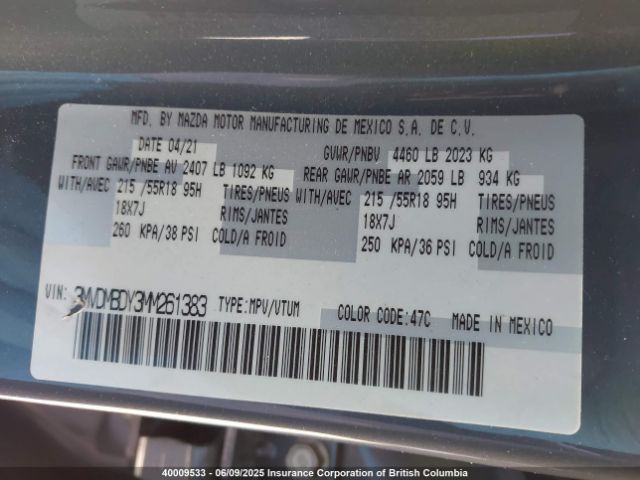 MFD. BY MAZDA MOTOR MANUFACTURING DE MEXICO S.A. DE C.V.
DATE 04/21 GVWR/PNBV 4460 LB 2023 KG
FRONT GAWR/PNBE AV 2407 LB 1092 KG REAR GAWR/PNBE AR 2059 LB 934 KG
WITH/AVEC 215 /55R18 95H TIRES/PNEUS WITH/AVEC 215 /55R18 95H TIRES/PNEUS
18X7J RIMS/JANTES 18X7J RIMS/JANTES
260 KPA/38 PSI COLD/A FROID 250 KPA/36 PSI COLD/A FROID
VIN: 3MVDMBDY3MM261383 TYPE:MPV/VTUM COLOR CODE:47C MADE IN MEXICO
40009533 - 06/09/2025 Insurance Corporation of British Columbia